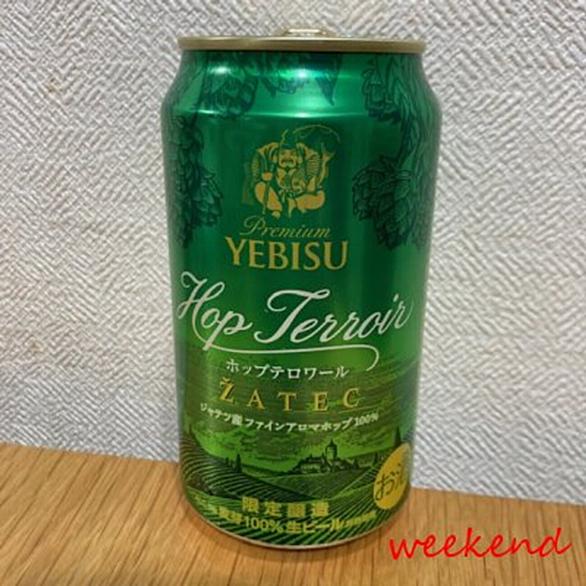 Premium
YEBISU
Hop Terroir
ホップテロワール
ŽATEC
ジャテツ産ファインアロマホップ100%
お酒
限定醸造
麦芽100%生ビール
weekend